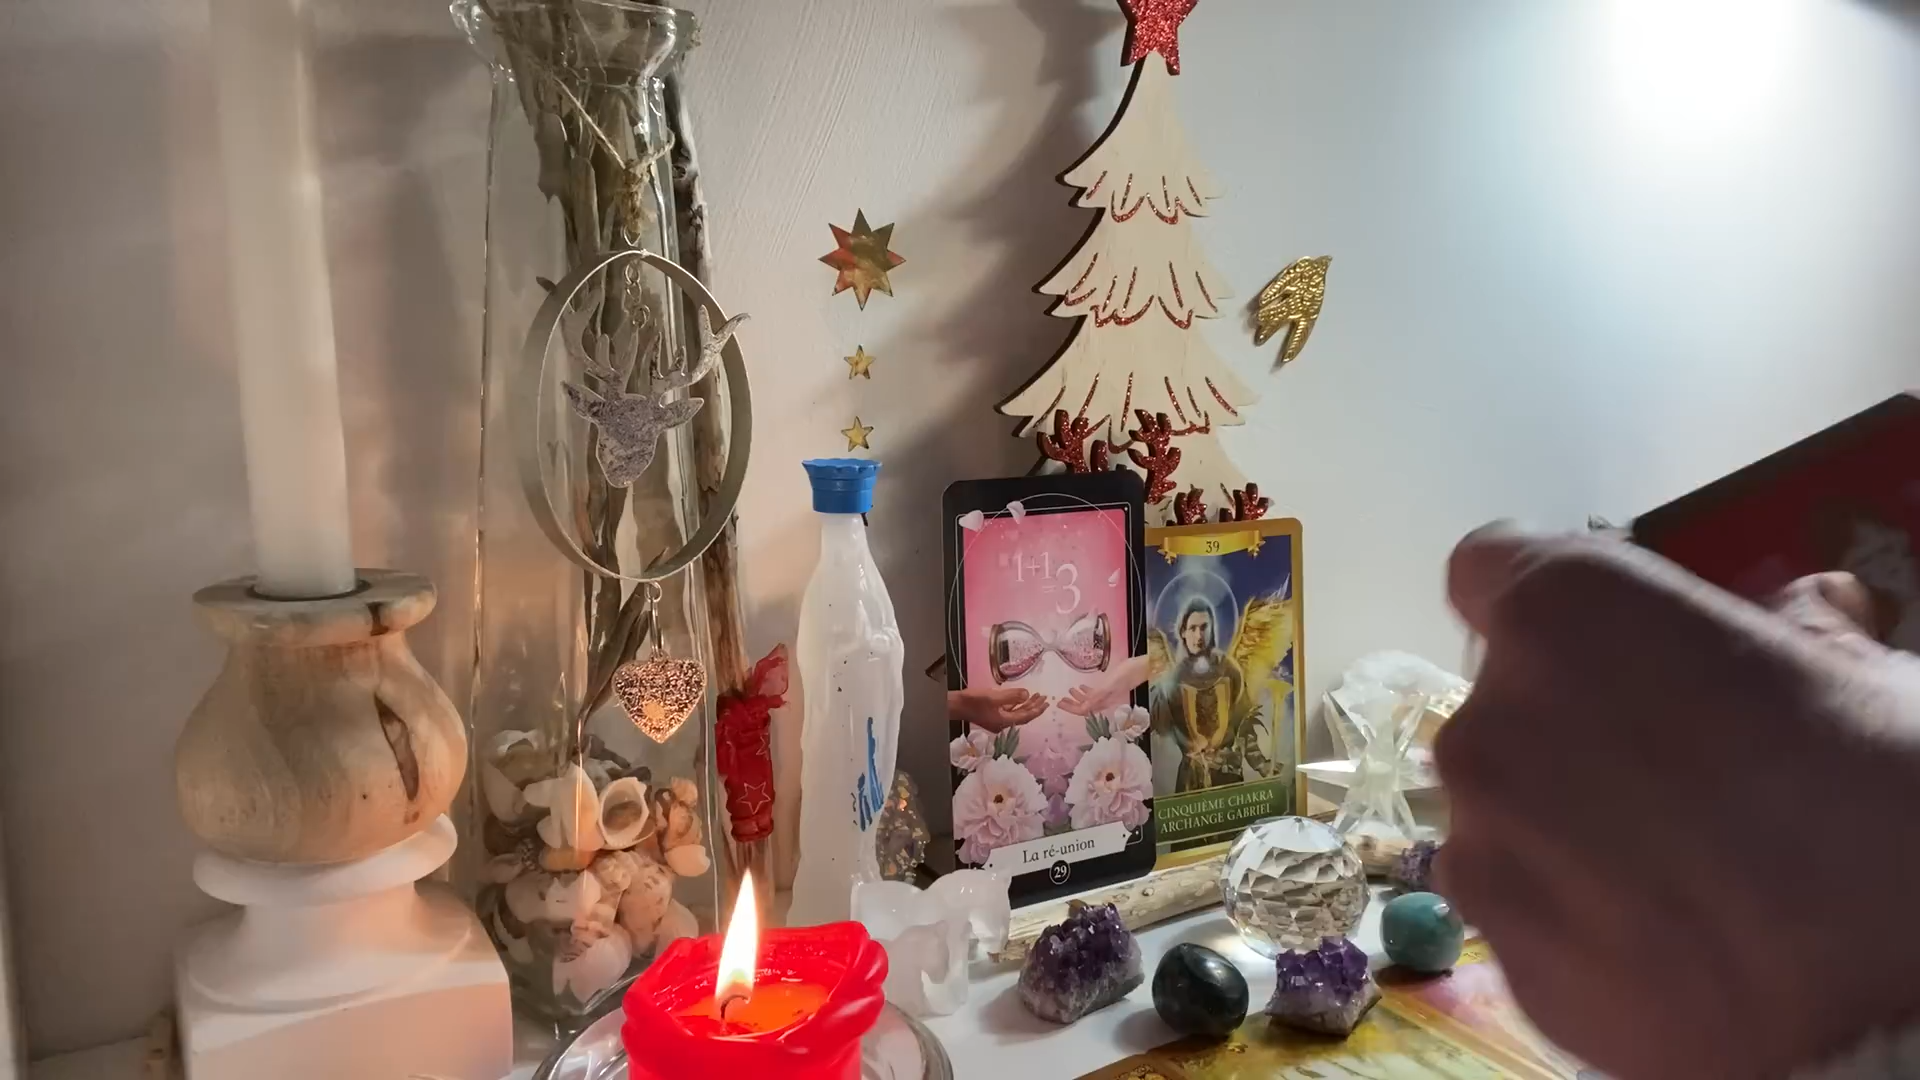 1+1
=3
La ré-union
29
39
CINQUIÈME CHAKRA
ARCHANGE GABRIEL